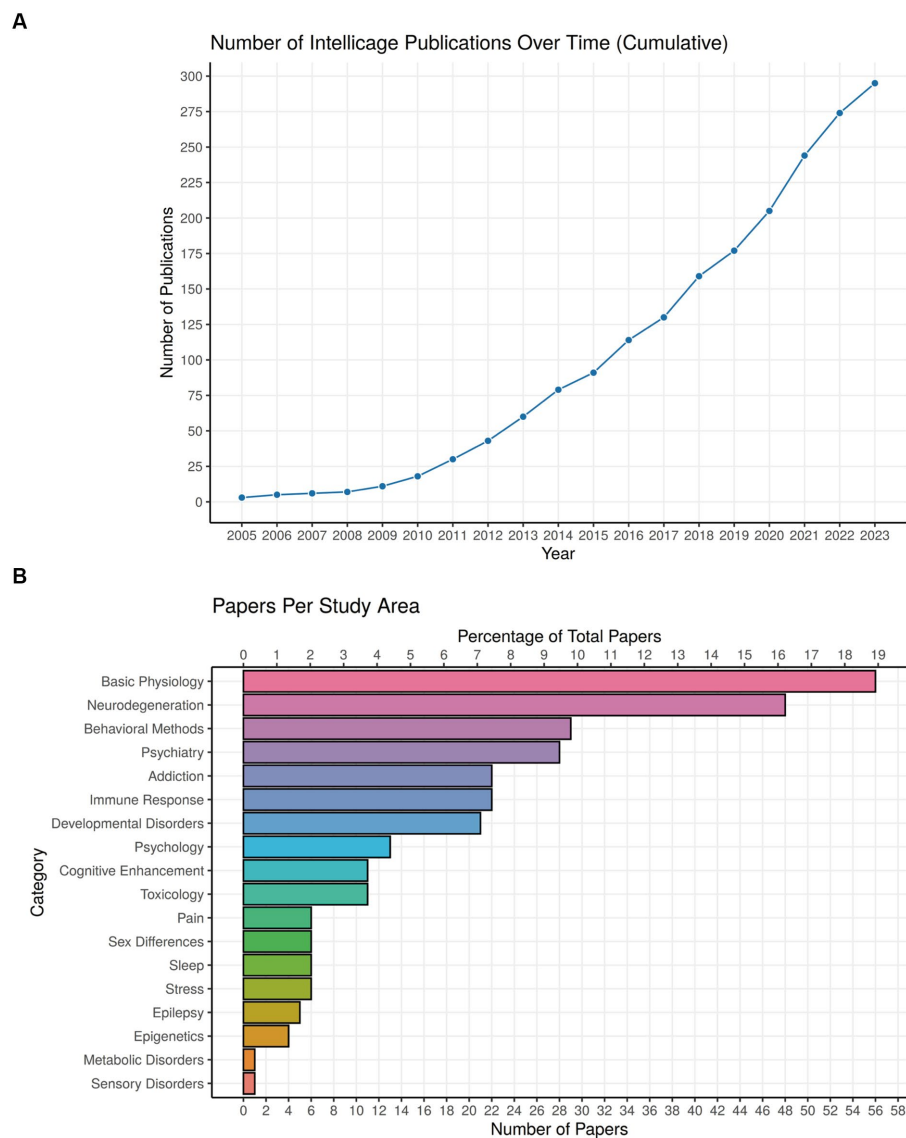 A
Number of Intellicage Publications Over Time (Cumulative)
300
275
250
225
200
175
150
125
100
75
50
25
0
Number of Publications
2005 2006 2007 2008 2009 2010 2011 2012 2013 2014 2015 2016 2017 2018 2019 2020 2021 2022 2023
Year
B
Papers Per Study Area
Percentage of Total Papers
0 1 2 3 4 5 6 7 8 9 10 11 12 13 14 15 16 17 18 19
Category
Basic Physiology
Neurodegeneration
Behavioral Methods
Psychiatry
Addiction
Immune Response
Developmental Disorders
Psychology
Cognitive Enhancement
Toxicology
Pain
Sex Differences
Sleep
Stress
Epilepsy
Epigenetics
Metabolic Disorders
Sensory Disorders
0 2 4 6 8 10 12 14 16 18 20 22 24 26 28 30 32 34 36 38 40 42 44 46 48 50 52 54 56 58
Number of Papers